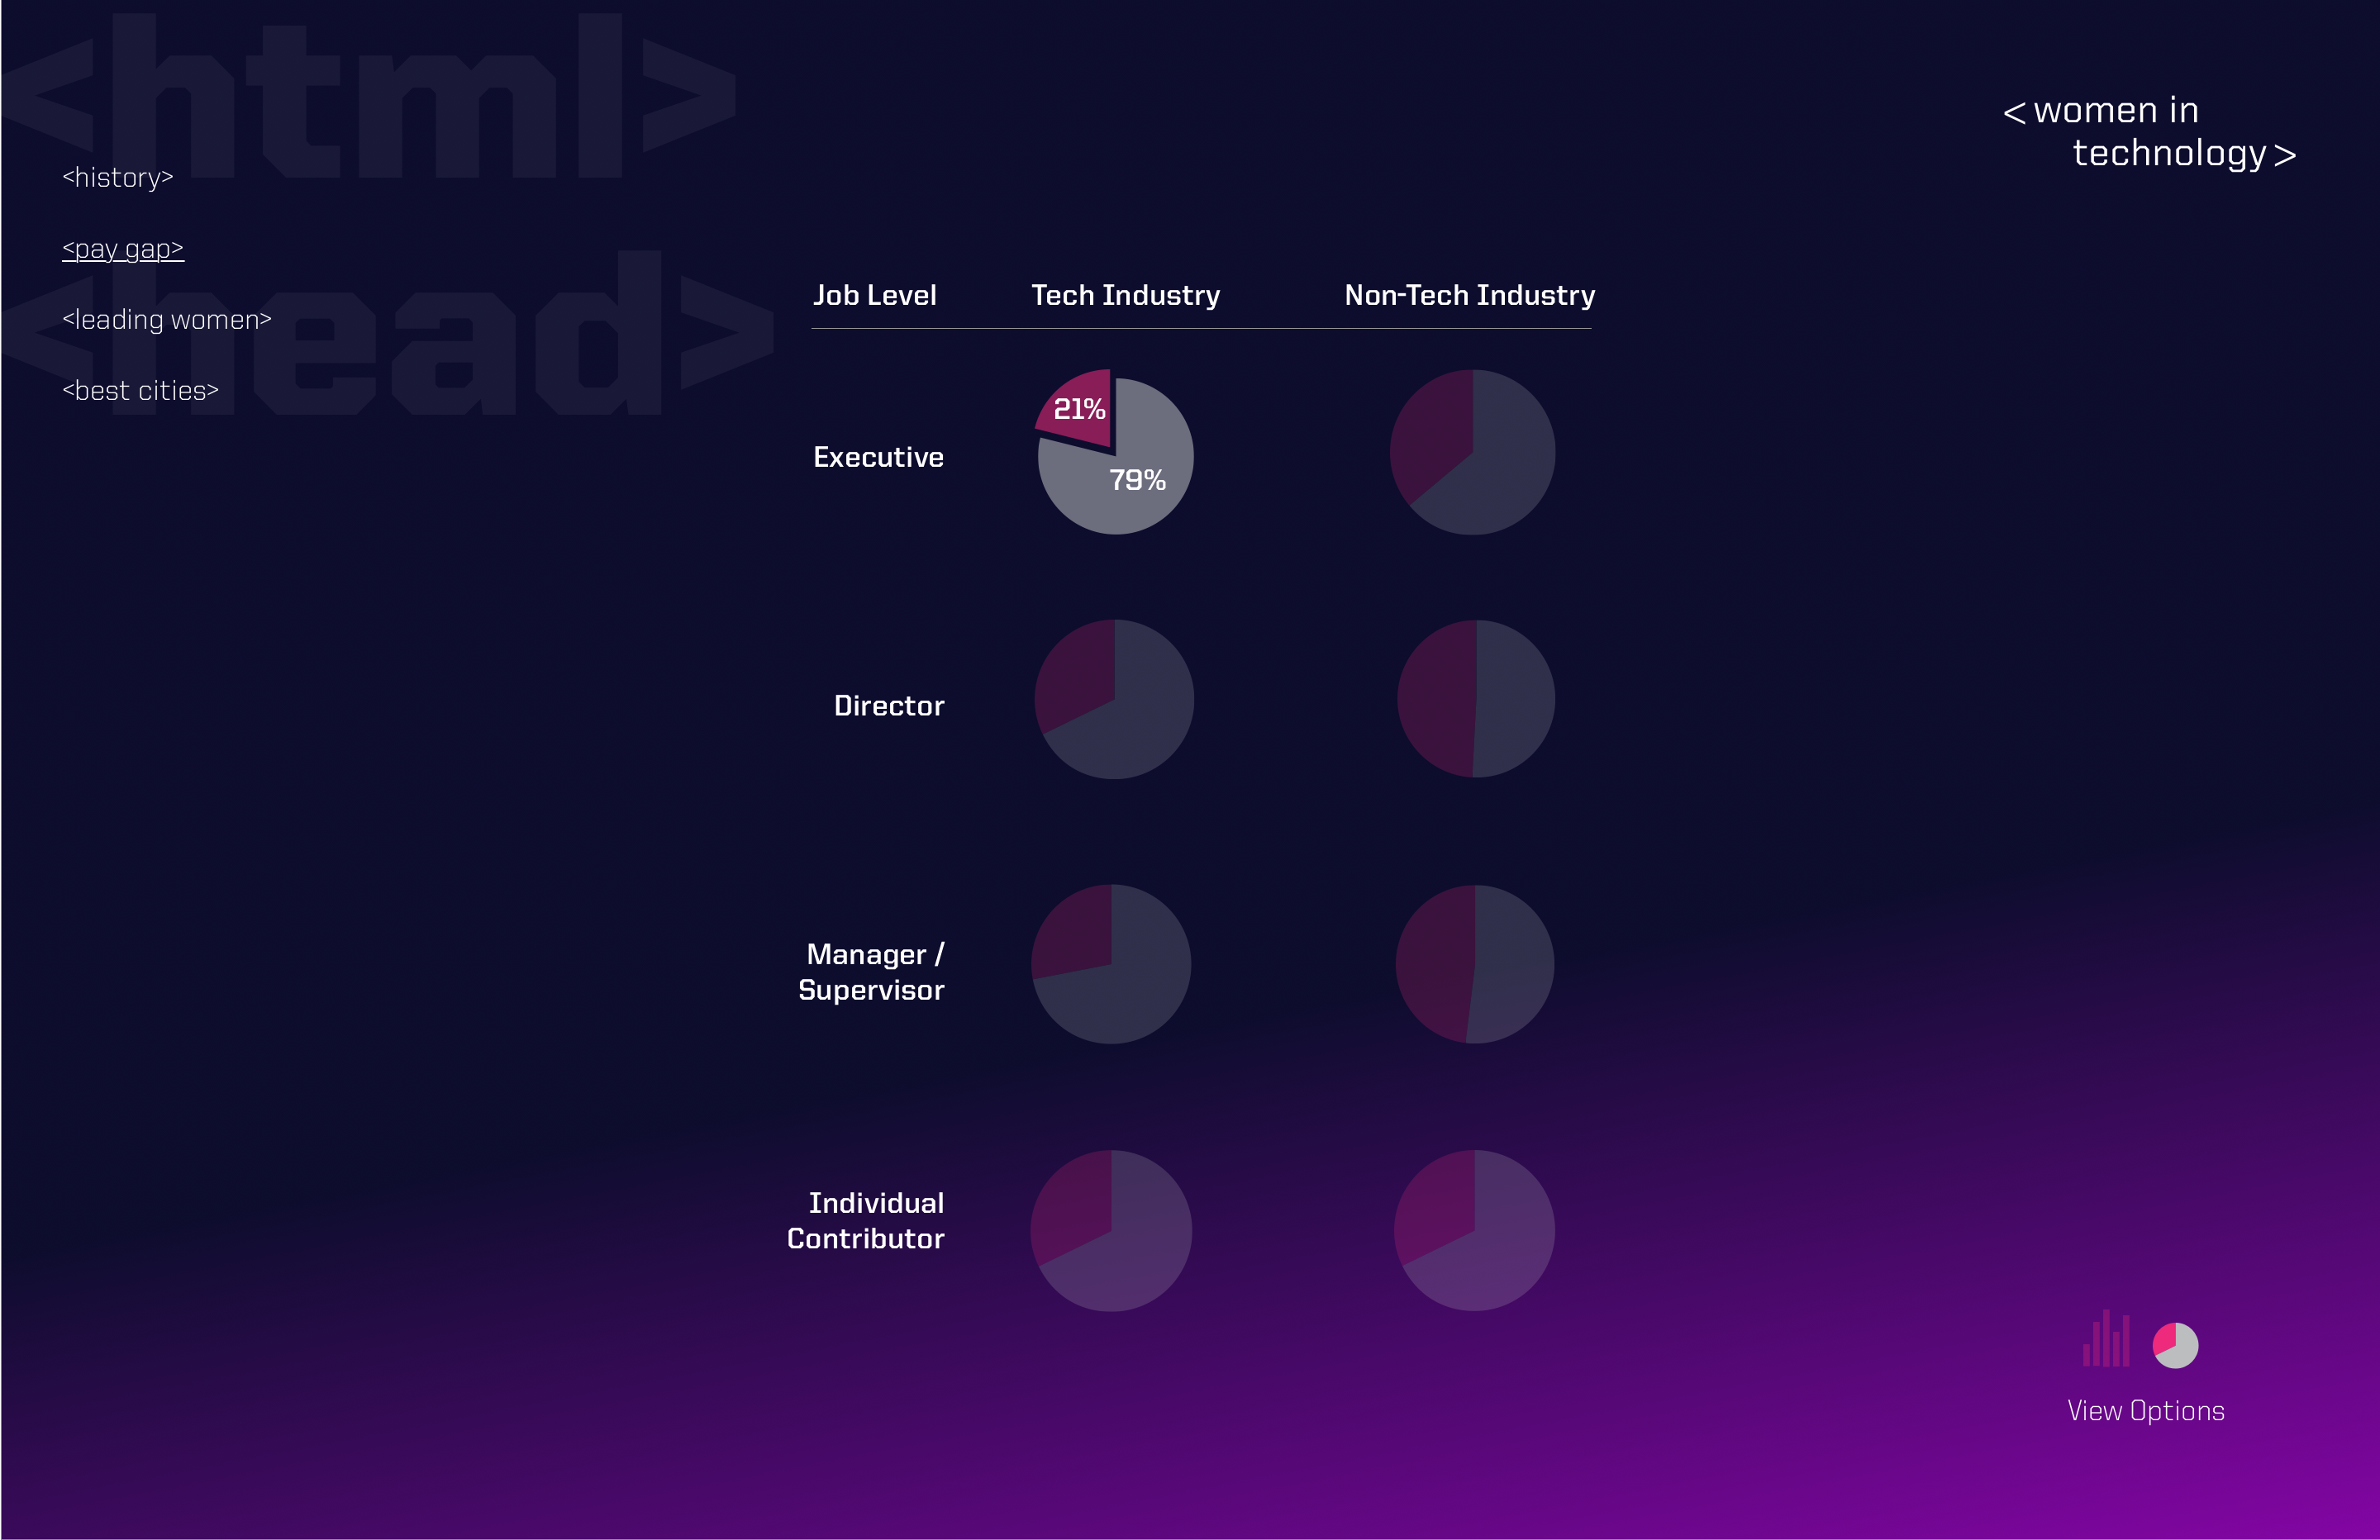 <html>
<head>
<history>
<pay gap>
<leading women>
<best cities>
< women in
technology >
Job Level Tech Industry Non-Tech Industry
Executive
21%
79%
Director
Manager /
Supervisor
Individual
Contributor
View Options